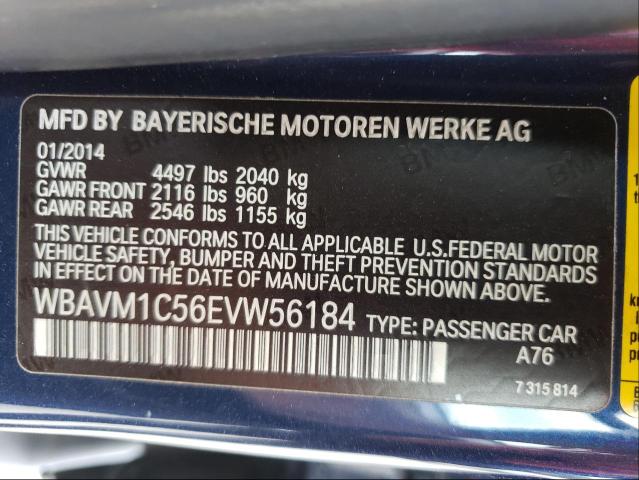 MFD BY BAYERISCHE MOTOREN WERKE AG
01/2014
GVWR 4497 lbs 2040 kg
GAWR FRONT 2116 lbs 960 kg
GAWR REAR 2546 lbs 1155 kg
THIS VEHICLE CONFORMS TO ALL APPLICABLE U.S.FEDERAL MOTOR
VEHICLE SAFETY, BUMPER AND THEFT PREVENTION STANDARDS
IN EFFECT ON THE DATE OF MANUFACTURE SHOWN ABOVE.
WBAVM1C56EVW56184 TYPE: PASSENGER CAR
A76
7 315 814